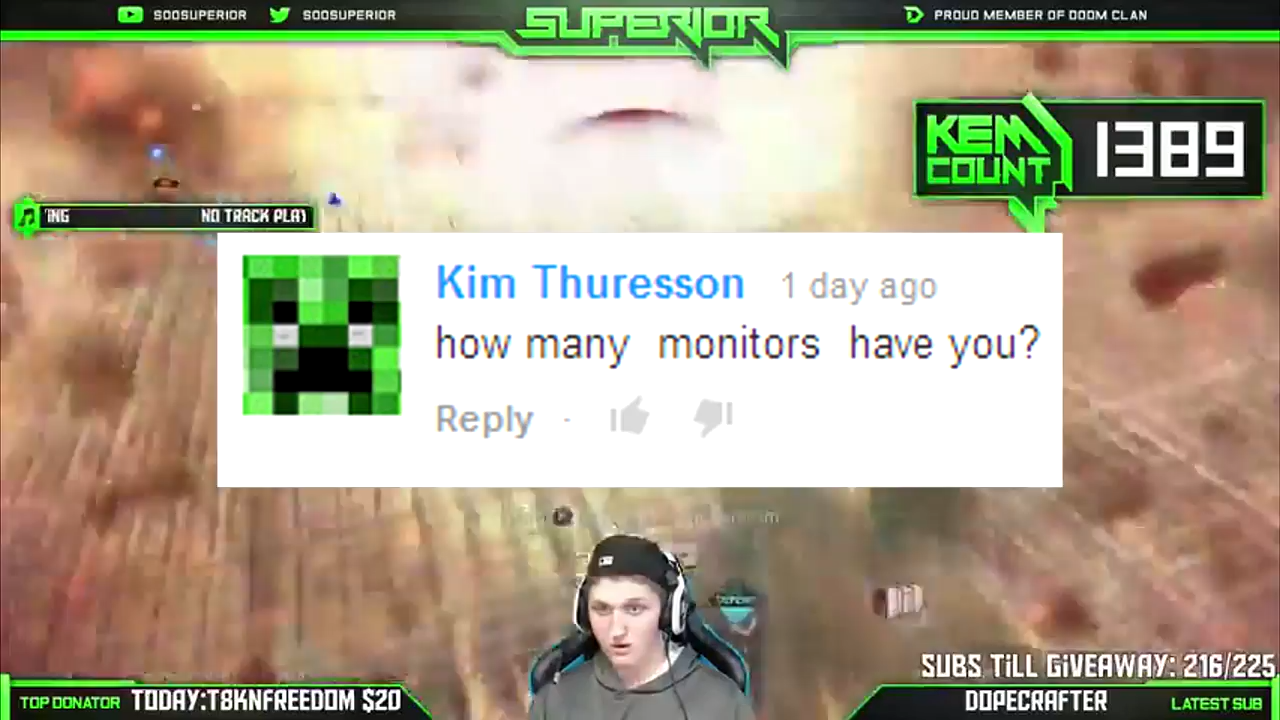 SOOSUPERIOR
SOOSUPERIOR
SUPERIOR
PROUD MEMBER OF DOOM CLAN
KEM
COUNT
1389
ING
NO TRACK PLAY
Kim Thuresson 1 day ago
how many monitors have you?
Reply
SUBS TiLL GiVEAWAY: 216/225
TOP DONATOR
TODAY:T8KNFREEDOM $20
DOPECRAFTER
LATEST SUB